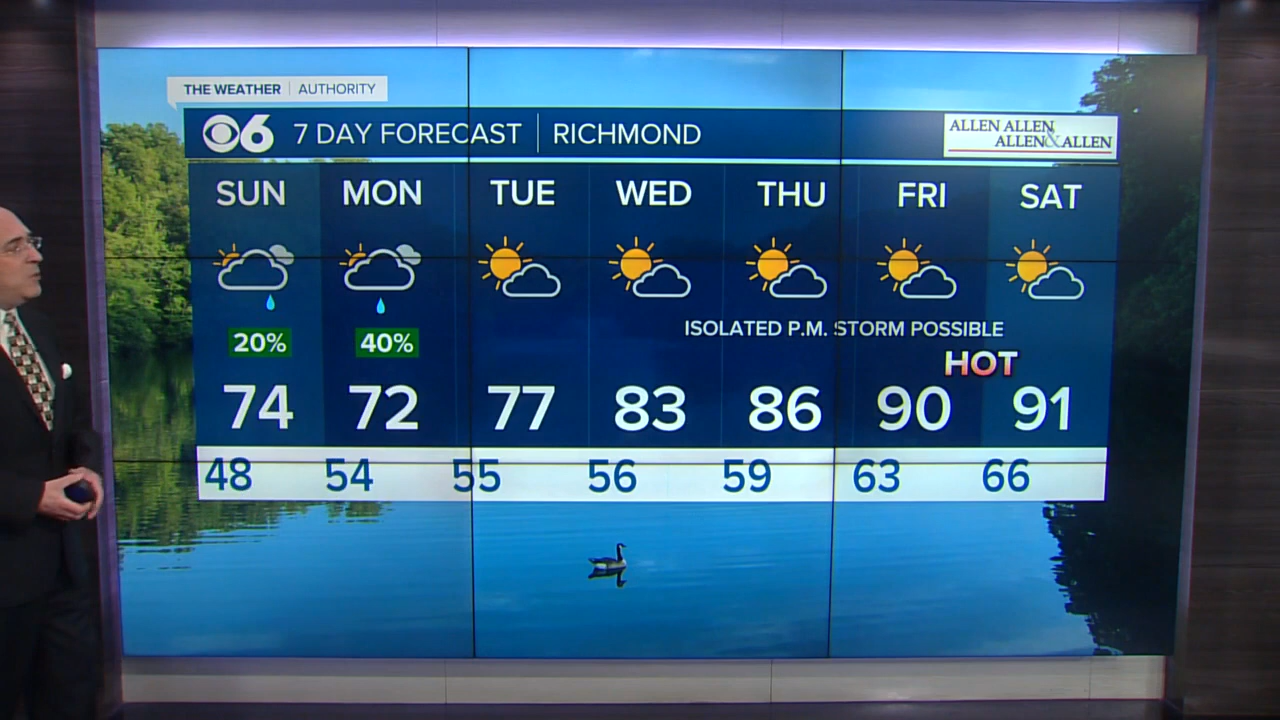 THE WEATHER | AUTHORITY
6 7 DAY FORECAST | RICHMOND
ALLEN ALLEN
ALLEN & ALLEN
SUN MON TUE WED THU FRI SAT
ISOLATED P.M. STORM POSSIBLE
20% 40%
HOT
74 72 77 83 86 90 91
48 54 55 56 59 63 66